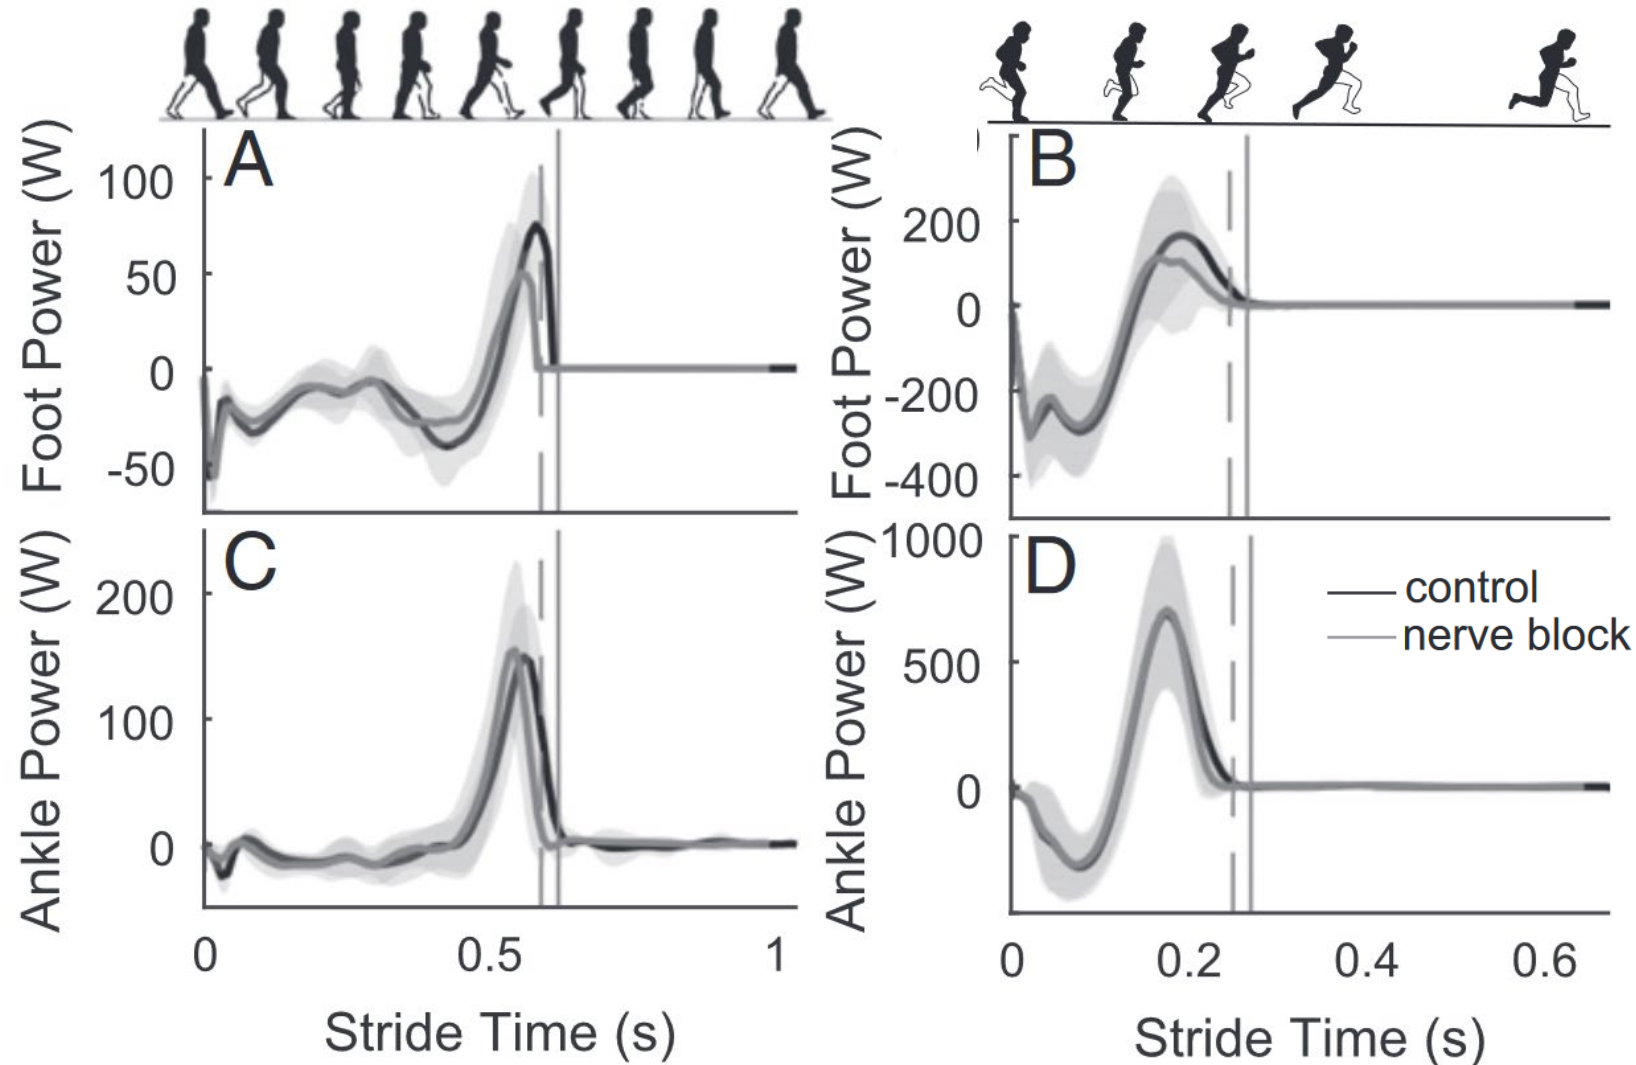 A
Foot Power (W)
100
50
0
-50
B
Foot Power (W)
200
0
-200
-400
C
Ankle Power (W)
200
100
0
0
0.5
1
Stride Time (s)
D
Ankle Power (W)
1000
500
0
control
nerve block
0
0.2
0.4
0.6
Stride Time (s)